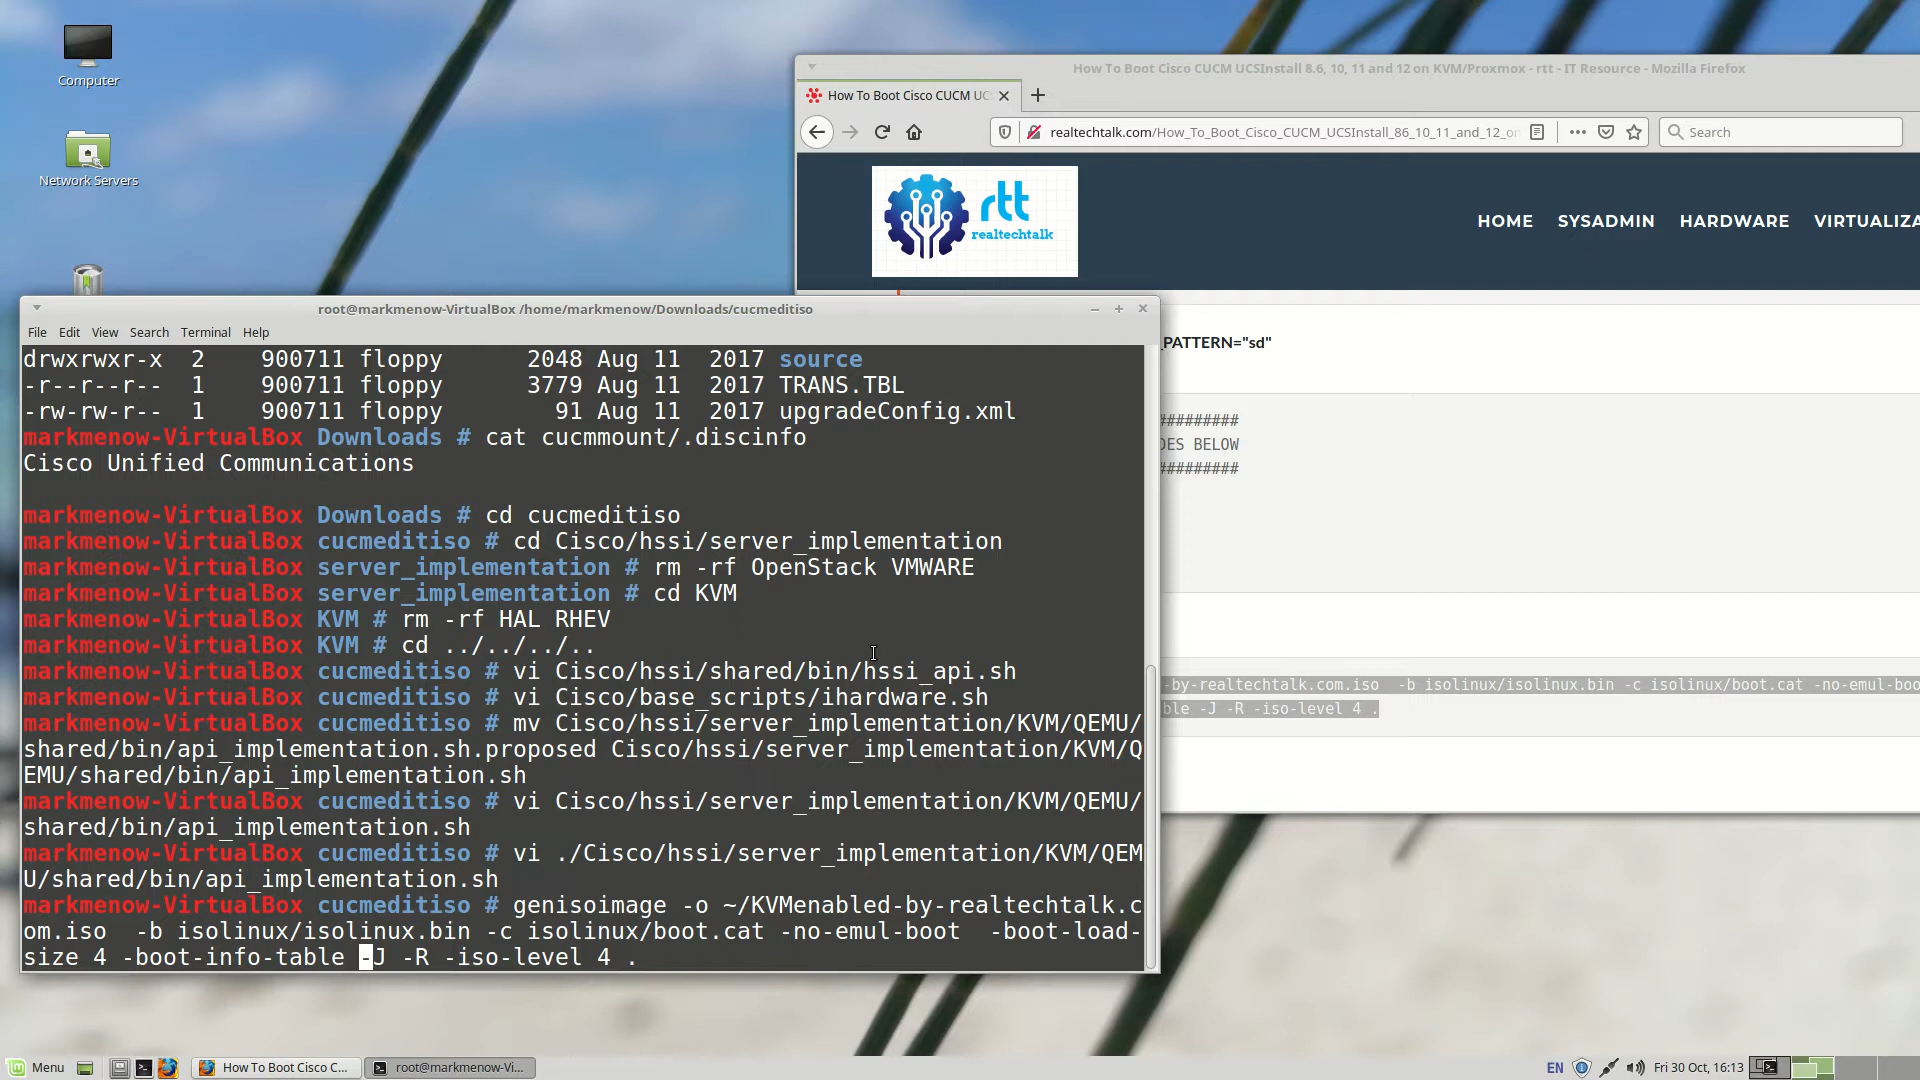 Computer
Network Servers
How To Boot Cisco CUCM UCSInstall 8.6, 10, 11 and 12 on KVM/Proxmox - rtt - IT Resource - Mozilla Firefox
How To Boot Cisco CUCM UC
realtechtalk.com/How_To_Boot_Cisco_CUCM_UCSInstall_86_10_11_and_12_on
Search
rtt
realtechtalk
HOME SYSADMIN HARDWARE VIRTUALIZA
_PATTERN="sd"
#########
DES BELOW
#########
-by-realtechtalk.com.iso  -b isolinux/isolinux.bin -c isolinux/boot.cat -no-emul-boo
ble -J -R -iso-level 4 .
root@markmenow-VirtualBox /home/markmenow/Downloads/cucmeditiso
File Edit View Search Terminal Help
drwxrwxr-x  2    900711 floppy      2048 Aug 11  2017 source
-r--r--r--  1    900711 floppy      3779 Aug 11  2017 TRANS.TBL
-rw-rw-r--  1    900711 floppy        91 Aug 11  2017 upgradeConfig.xml
markmenow-VirtualBox Downloads # cat cucmmount/.discinfo
Cisco Unified Communications
markmenow-VirtualBox Downloads # cd cucmeditiso
markmenow-VirtualBox cucmeditiso # cd Cisco/hssi/server_implementation
markmenow-VirtualBox server_implementation # rm -rf OpenStack VMWARE
markmenow-VirtualBox server_implementation # cd KVM
markmenow-VirtualBox KVM # rm -rf HAL RHEV
markmenow-VirtualBox KVM # cd ../../../..
markmenow-VirtualBox cucmeditiso # vi Cisco/hssi/shared/bin/hssi_api.sh
markmenow-VirtualBox cucmeditiso # vi Cisco/base_scripts/ihardware.sh
markmenow-VirtualBox cucmeditiso # mv Cisco/hssi/server_implementation/KVM/QEMU/
shared/bin/api_implementation.sh.proposed Cisco/hssi/server_implementation/KVM/Q
EMU/shared/bin/api_implementation.sh
markmenow-VirtualBox cucmeditiso # vi Cisco/hssi/server_implementation/KVM/QEMU/
shared/bin/api_implementation.sh
markmenow-VirtualBox cucmeditiso # vi ./Cisco/hssi/server_implementation/KVM/QEM
U/shared/bin/api_implementation.sh
markmenow-VirtualBox cucmeditiso # genisoimage -o ~/KVMenabled-by-realtechtalk.c
om.iso  -b isolinux/isolinux.bin -c isolinux/boot.cat -no-emul-boot  -boot-load-
size 4 -boot-info-table -J -R -iso-level 4 .
Menu
How To Boot Cisco C...
root@markmenow-Vi...
EN
Fri 30 Oct, 16:13